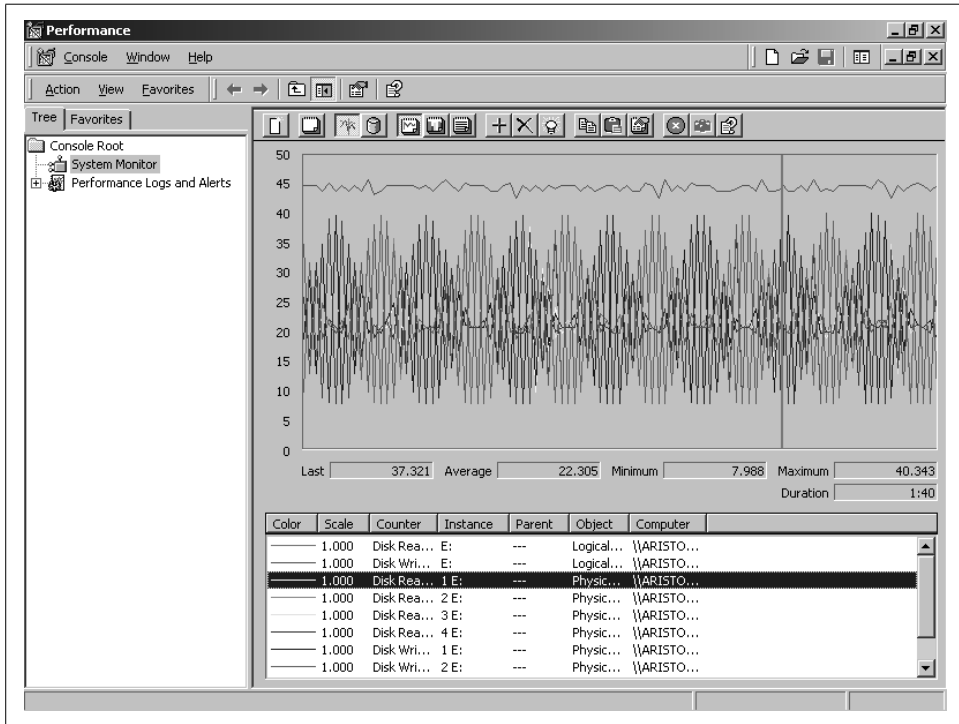 Performance
Console Window Help
Action View Favorites
Tree Favorites
Console Root
System Monitor
Performance Logs and Alerts
50
45
40
35
30
25
20
15
10
5
0
Last 37.321 Average 22.305 Minimum 7.988 Maximum 40.343
Duration 1:40
Color Scale Counter Instance Parent Object Computer
1.000 Disk Rea... E: --- Logical... \\ARISTO...
1.000 Disk Wri... E: --- Logical... \\ARISTO...
1.000 Disk Rea... 1 E: --- Physic... \\ARISTO...
1.000 Disk Rea... 2 E: --- Physic... \\ARISTO...
1.000 Disk Rea... 3 E: --- Physic... \\ARISTO...
1.000 Disk Rea... 4 E: --- Physic... \\ARISTO...
1.000 Disk Wri... 1 E: --- Physic... \\ARISTO...
1.000 Disk Wri... 2 E: --- Physic... \\ARISTO...